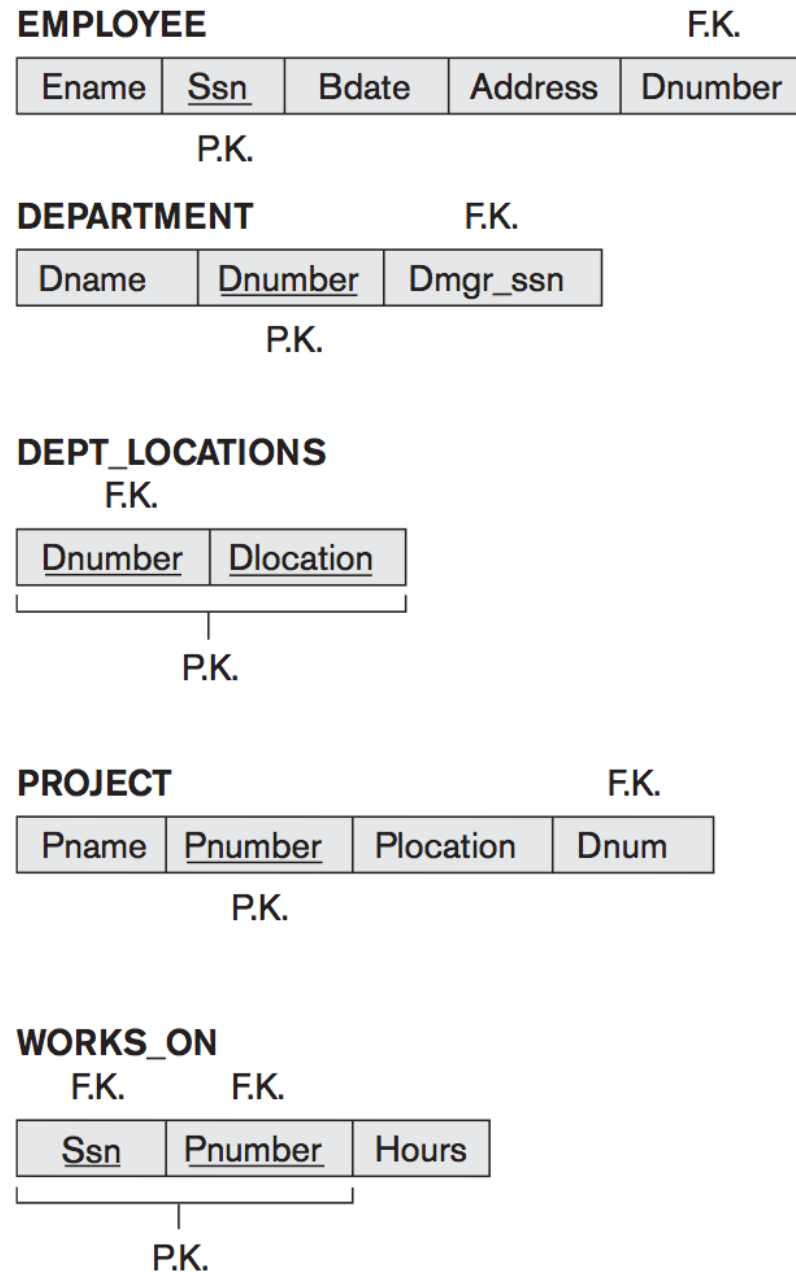 EMPLOYEE F.K.
Ename Ssn Bdate Address Dnumber
P.K.
DEPARTMENT F.K.
Dname Dnumber Dmgr_ssn
P.K.
DEPT_LOCATIONS
F.K.
Dnumber Dlocation
P.K.
PROJECT F.K.
Pname Pnumber Plocation Dnum
P.K.
WORKS_ON
F.K. F.K.
Ssn Pnumber Hours
P.K.